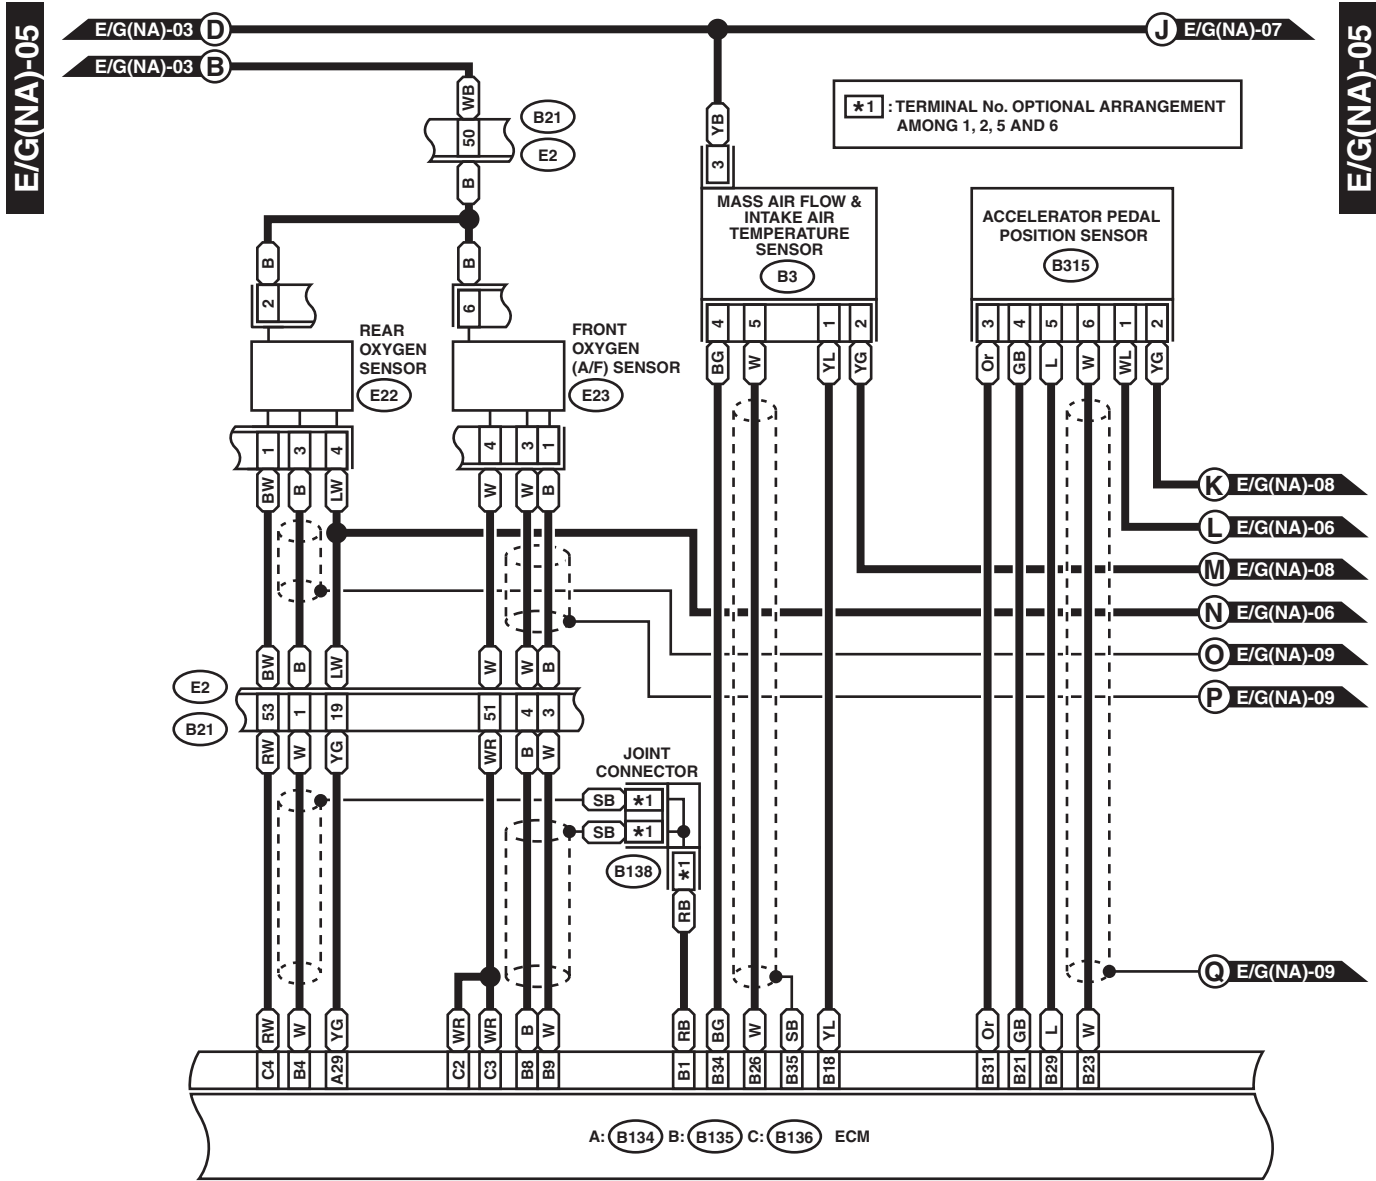 E/G(NA)-05
E/G(NA)-05
E/G(NA)-03 D
J E/G(NA)-07
E/G(NA)-03 B
WB
50
B21
E2
B
YB
3
*1 : TERMINAL No. OPTIONAL ARRANGEMENT
AMONG 1, 2, 5 AND 6
MASS AIR FLOW &
INTAKE AIR
TEMPERATURE
SENSOR
B3
ACCELERATOR PEDAL
POSITION SENSOR
B315
B B
2 6
REAR
OXYGEN
SENSOR
E22
FRONT
OXYGEN
(A/F) SENSOR
E23
4 5 1 2 3 4 5 6 1 2
BG W YL YG Or GB L W WL YG
1 3 4 4 3 1
BW B LW W W B
K E/G(NA)-08
L E/G(NA)-06
M E/G(NA)-08
N E/G(NA)-06
O E/G(NA)-09
P E/G(NA)-09
BW B LW W W B
E2
53 1 19 51 4 3
B21
RW W YG WR B W
JOINT
CONNECTOR
SB *1
SB *1
B138
*1
RB
Q E/G(NA)-09
RW W YG WR WR B W RB BG W SB YL Or GB L W
C4 B4 A29 C2 C3 B8 B9 B1 B34 B26 B35 B18 B31 B21 B29 B23
A: B134 B: B135 C: B136 ECM